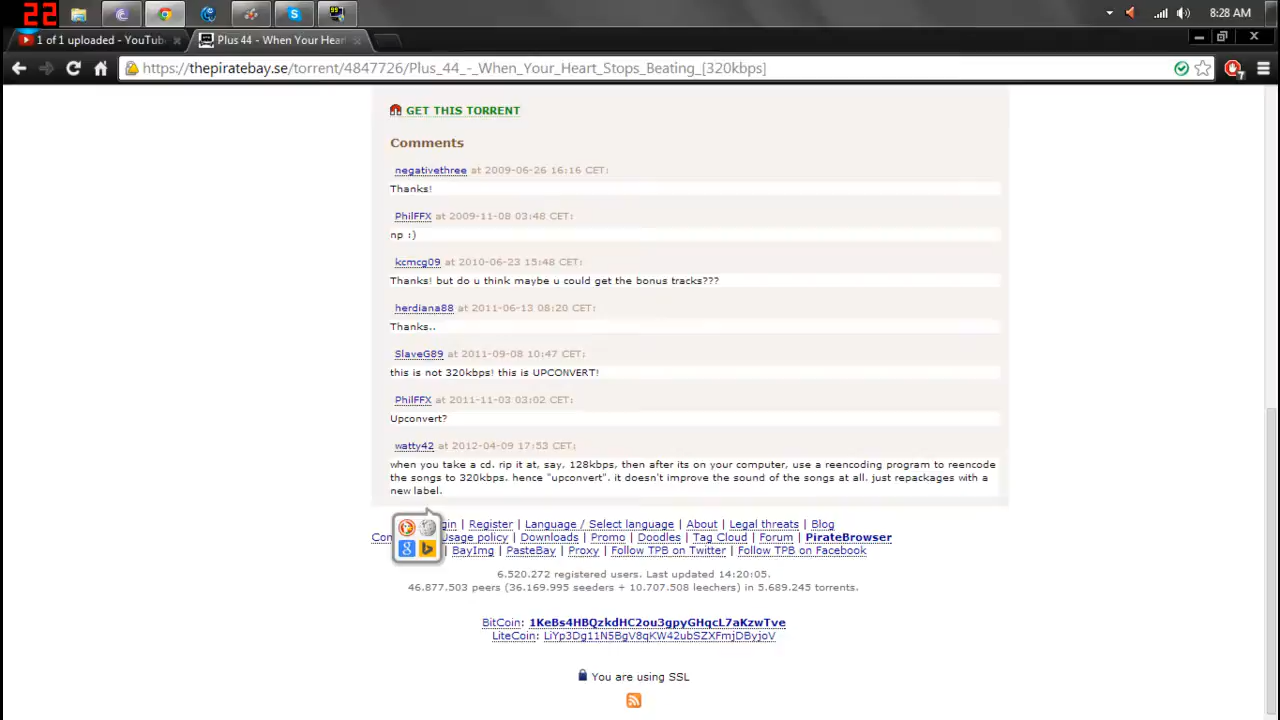 22
8:28 AM
1 of 1 uploaded - YouTube
Plus 44 - When Your Hear
https://thepiratebay.se/torrent/4847726/Plus_44_-_When_Your_Heart_Stops_Beating_[320kbps]
7
GET THIS TORRENT
Comments
negativethree at 2009-06-26 16:16 CET:
Thanks!
PhilFFX at 2009-11-08 03:48 CET:
np :)
kcmcg09 at 2010-06-23 15:48 CET:
Thanks! but do u think maybe u could get the bonus tracks???
herdiana88 at 2011-06-13 08:20 CET:
Thanks..
SlaveG89 at 2011-09-08 10:47 CET:
this is not 320kbps! this is UPCONVERT!
PhilFFX at 2011-11-03 03:02 CET:
Upconvert?
watty42 at 2012-04-09 17:53 CET:
when you take a cd. rip it at, say, 128kbps, then after its on your computer, use a reencoding program to reencode
the songs to 320kbps. hence "upconvert". it doesn't improve the sound of the songs at all. just repackages with a
new label.
gin | Register | Language / Select language | About | Legal threats | Blog
Con sage policy | Downloads | Promo | Doodles | Tag Cloud | Forum | PirateBrowser
| BayImg | PasteBay | Proxy | Follow TPB on Twitter | Follow TPB on Facebook
6.520.272 registered users. Last updated 14:20:05.
46.877.503 peers (36.169.995 seeders + 10.707.508 leechers) in 5.689.245 torrents.
BitCoin: 1KeBs4HBQzkdHC2ou3gpyGHqcL7aKzwTve
LiteCoin: LiYp3Dg11N5BgV8qKW42ubSZXFmjDByjoV
You are using SSL